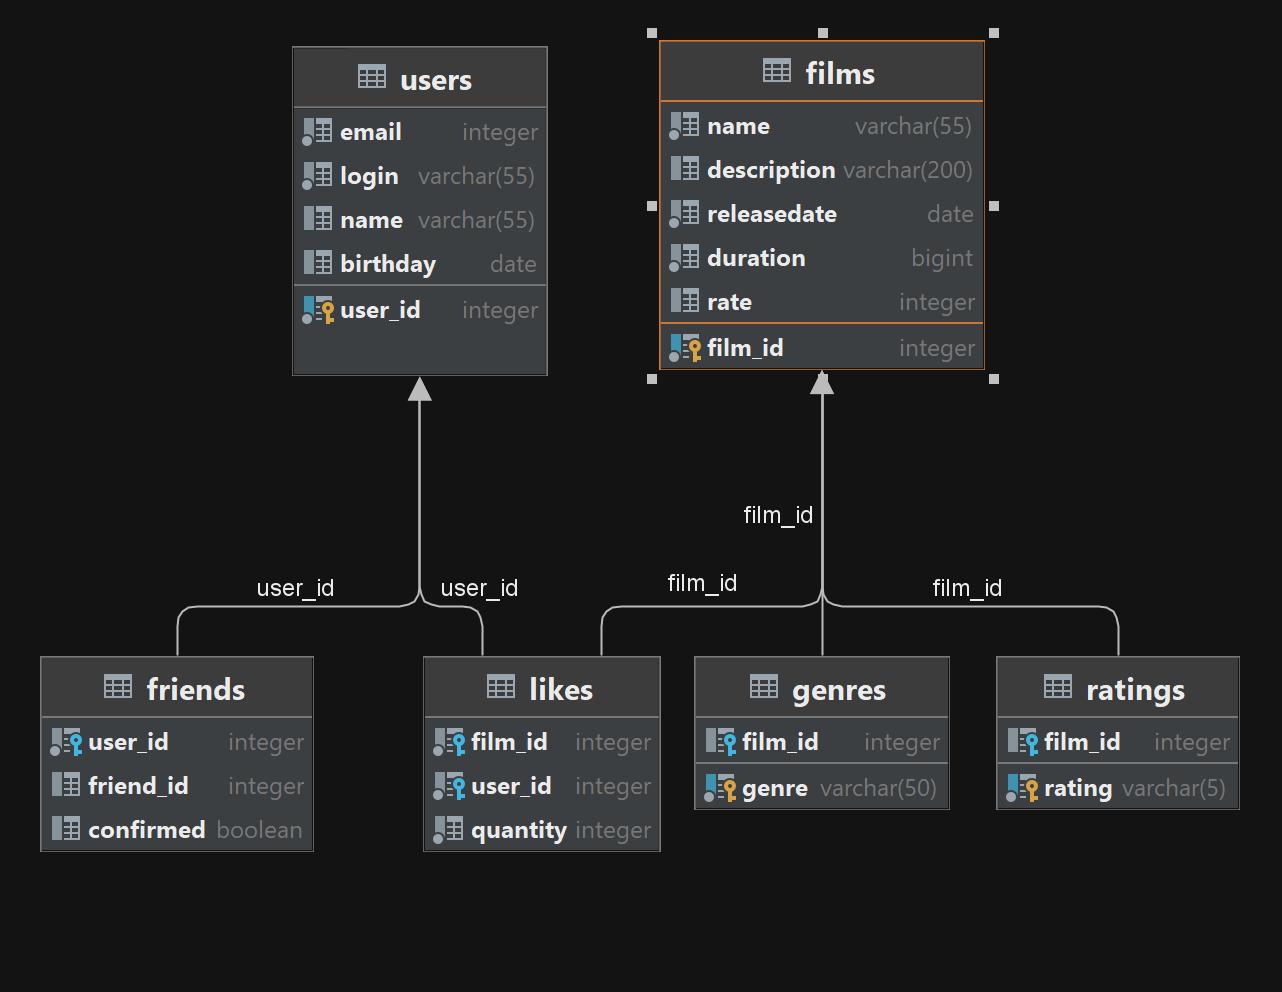 users
email integer
login varchar(55)
name varchar(55)
birthday date
user_id integer
films
name varchar(55)
description varchar(200)
releasedate date
duration bigint
rate integer
film_id integer
film_id
user_id
user_id
film_id
film_id
friends
user_id integer
friend_id integer
confirmed boolean
likes
film_id integer
user_id integer
quantity integer
genres
film_id integer
genre varchar(50)
ratings
film_id integer
rating varchar(5)